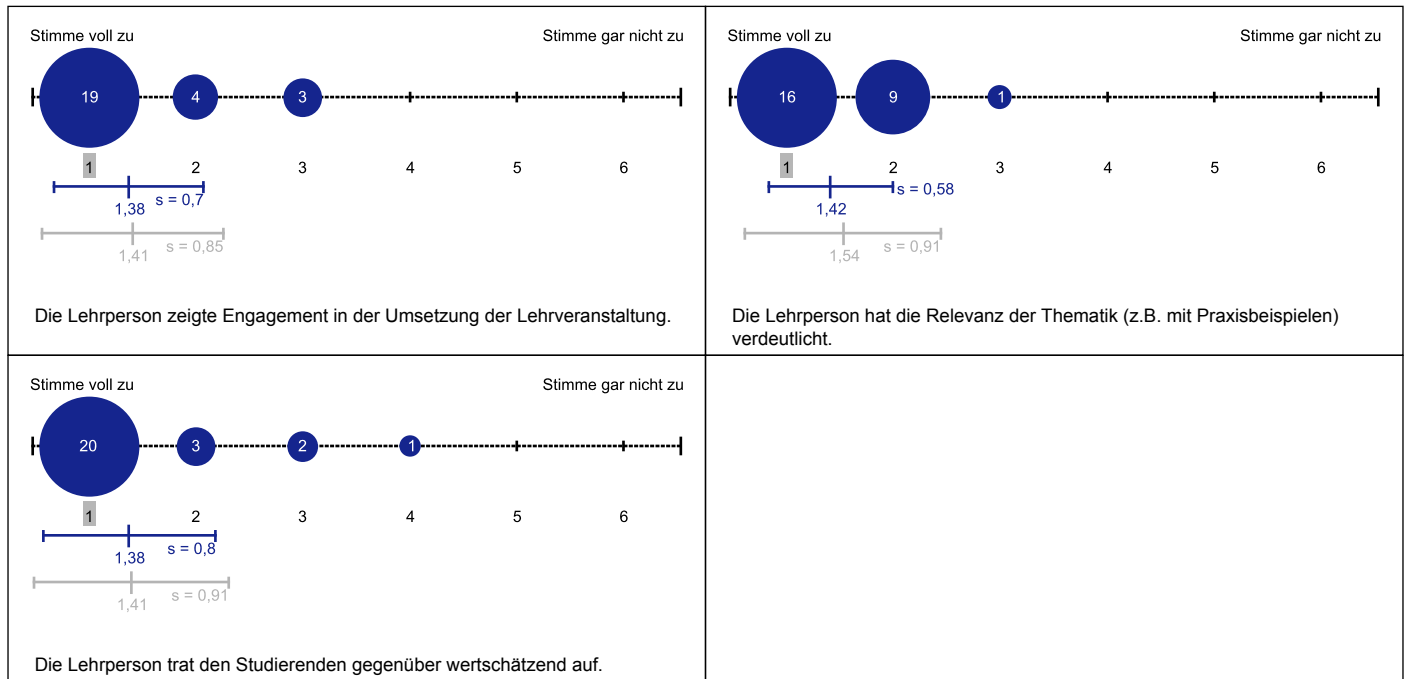 Stimme voll zu Stimme gar nicht zu
19 4 3
1 2 3 4 5 6
s = 0,7
1,38
s = 0,85
1,41
Die Lehrperson zeigte Engagement in der Umsetzung der Lehrveranstaltung.
Stimme voll zu Stimme gar nicht zu
16 9 1
1 2 3 4 5 6
s = 0,58
1,42
s = 0,91
1,54
Die Lehrperson hat die Relevanz der Thematik (z.B. mit Praxisbeispielen)
verdeutlicht.
Stimme voll zu Stimme gar nicht zu
20 3 2 1
1 2 3 4 5 6
s = 0,8
1,38
s = 0,91
1,41
Die Lehrperson trat den Studierenden gegenüber wertschätzend auf.